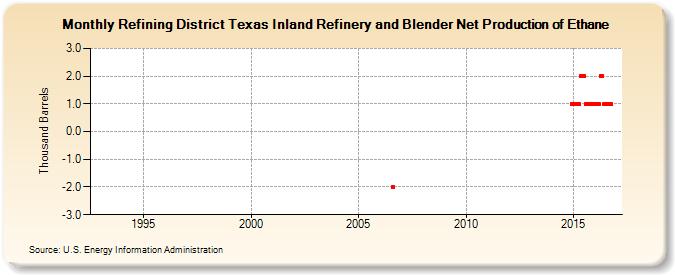 Monthly Refining District Texas Inland Refinery and Blender Net Production of Ethane
Thousand Barrels
3.0
2.0
1.0
0.0
-1.0
-2.0
-3.0
1995 2000 2005 2010 2015
Source: U.S. Energy Information Administration